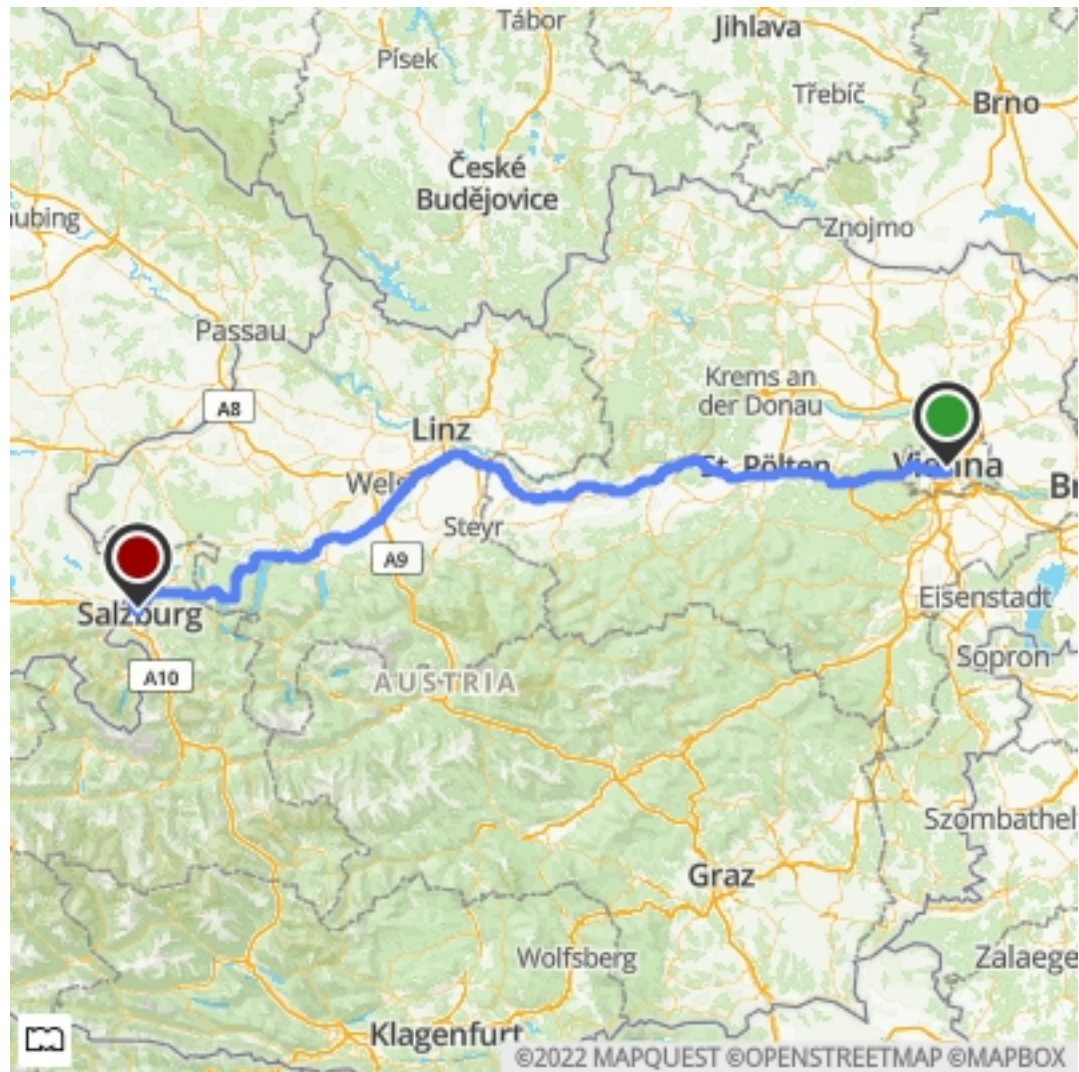 Tábor
Jihlava
Písek
Třebíč
Brno
České
Budějovice
ubing
Znojmo
Passau
Krems an
der Donau
A8
Linz
St. Pölten
Vienna
Wels
Br
Steyr
A9
Salzburg
Eisenstadt
Sopron
A10
AUSTRIA
Szombathel
Graz
Wolfsberg
Zalaege
Klagenfurt
©2022 MAPQUEST ©OPENSTREETMAP ©MAPBOX